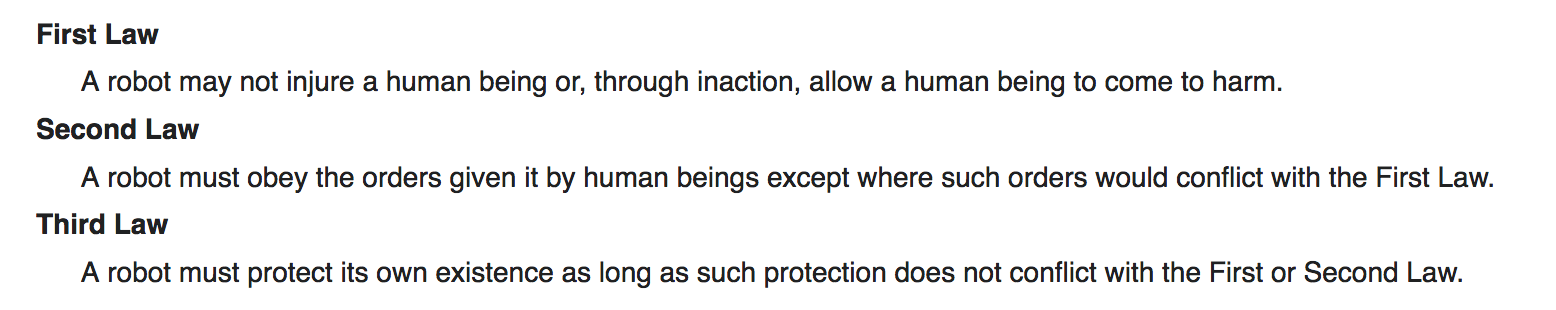 First Law
A robot may not injure a human being or, through inaction, allow a human being to come to harm.
Second Law
A robot must obey the orders given it by human beings except where such orders would conflict with the First Law.
Third Law
A robot must protect its own existence as long as such protection does not conflict with the First or Second Law.